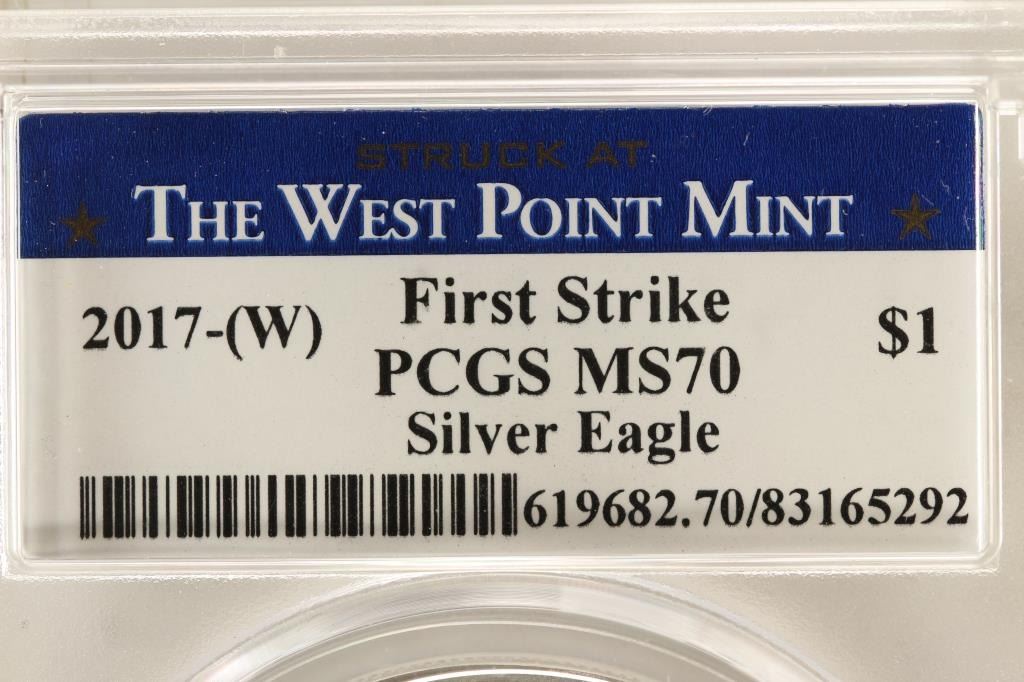 STRUCK AT
THE WEST POINT MINT
2017-(W) First Strike $1
PCGS MS70
Silver Eagle
619682.70/83165292